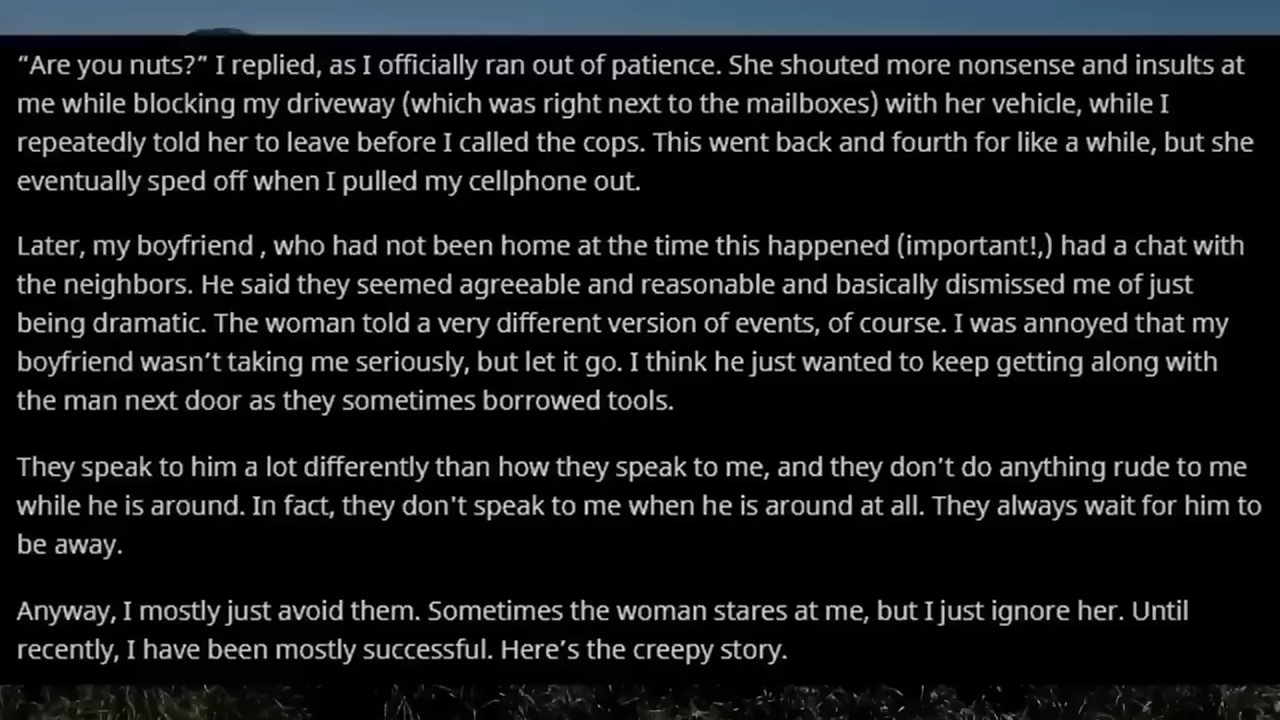 “Are you nuts?” I replied, as I officially ran out of patience. She shouted more nonsense and insults at
me while blocking my driveway (which was right next to the mailboxes) with her vehicle, while I
repeatedly told her to leave before I called the cops. This went back and fourth for like a while, but she
eventually sped off when I pulled my cellphone out.
Later, my boyfriend , who had not been home at the time this happened (important!,) had a chat with
the neighbors. He said they seemed agreeable and reasonable and basically dismissed me of just
being dramatic. The woman told a very different version of events, of course. I was annoyed that my
boyfriend wasn’t taking me seriously, but let it go. I think he just wanted to keep getting along with
the man next door as they sometimes borrowed tools.
They speak to him a lot differently than how they speak to me, and they don’t do anything rude to me
while he is around. In fact, they don't speak to me when he is around at all. They always wait for him to
be away.
Anyway, I mostly just avoid them. Sometimes the woman stares at me, but I just ignore her. Until
recently, I have been mostly successful. Here’s the creepy story.